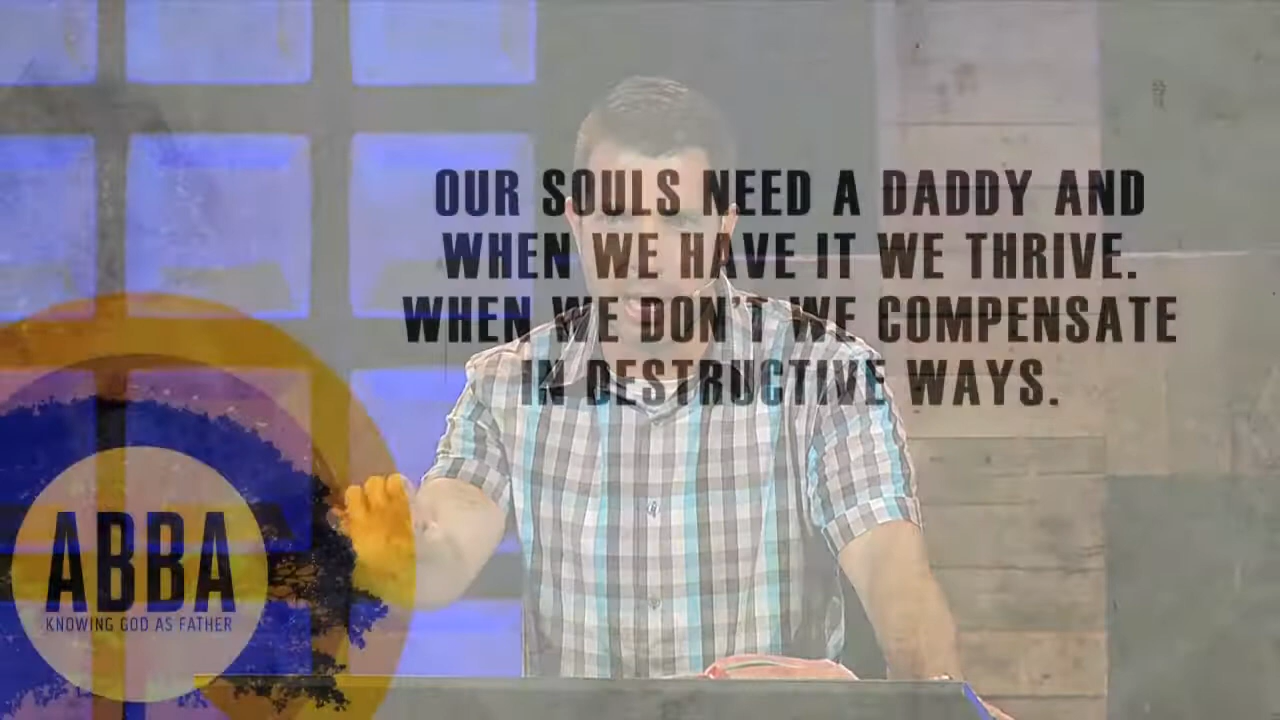 OUR SOULS NEED A DADDY AND
WHEN WE HAVE IT WE THRIVE.
WHEN WE DON'T WE COMPENSATE
IN DESTRUCTIVE WAYS.
ABBA
KNOWING GOD AS FATHER